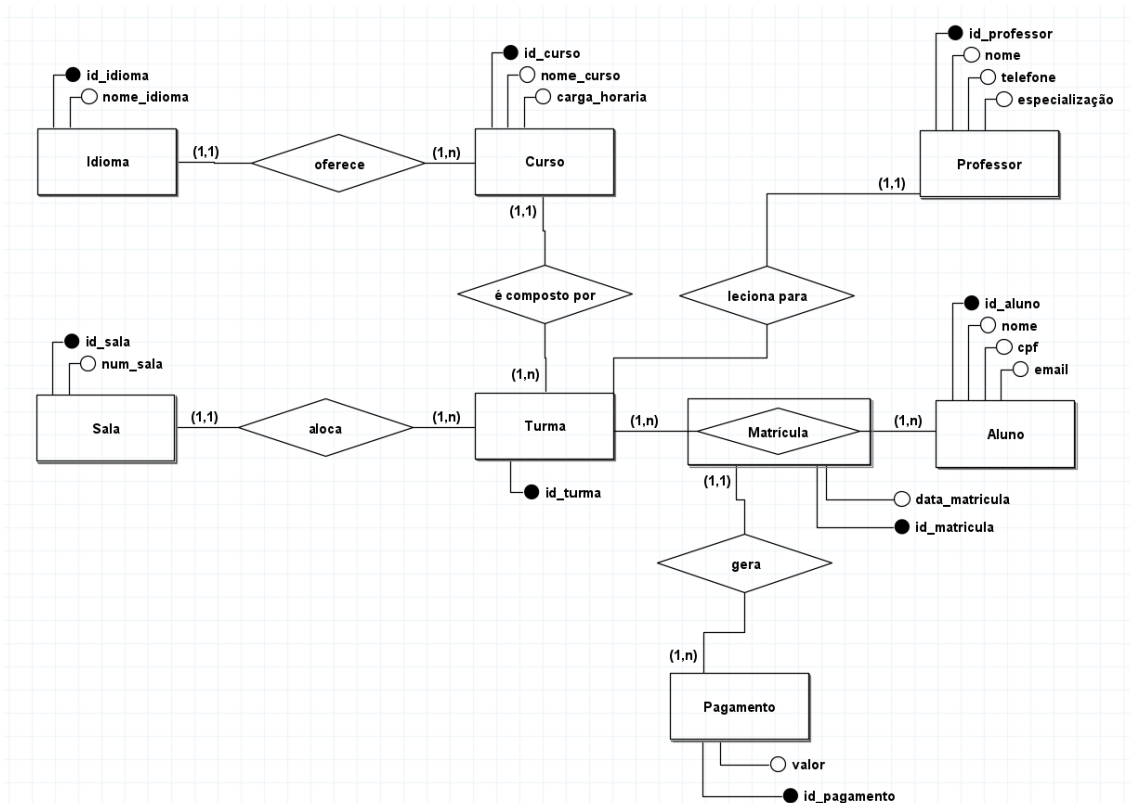 id_idioma
nome_idioma
Idioma
(1,1)
oferece
(1,n)
id_curso
nome_curso
carga_horaria
Curso
(1,1)
é composto por
(1,n)
id_professor
nome
telefone
especialização
Professor
(1,1)
leciona para
id_sala
num_sala
Sala
(1,1)
aloca
(1,n)
Turma
id_turma
(1,n)
Matrícula
(1,n)
id_aluno
nome
cpf
email
Aluno
data_matricula
id_matricula
(1,1)
gera
(1,n)
Pagamento
valor
id_pagamento